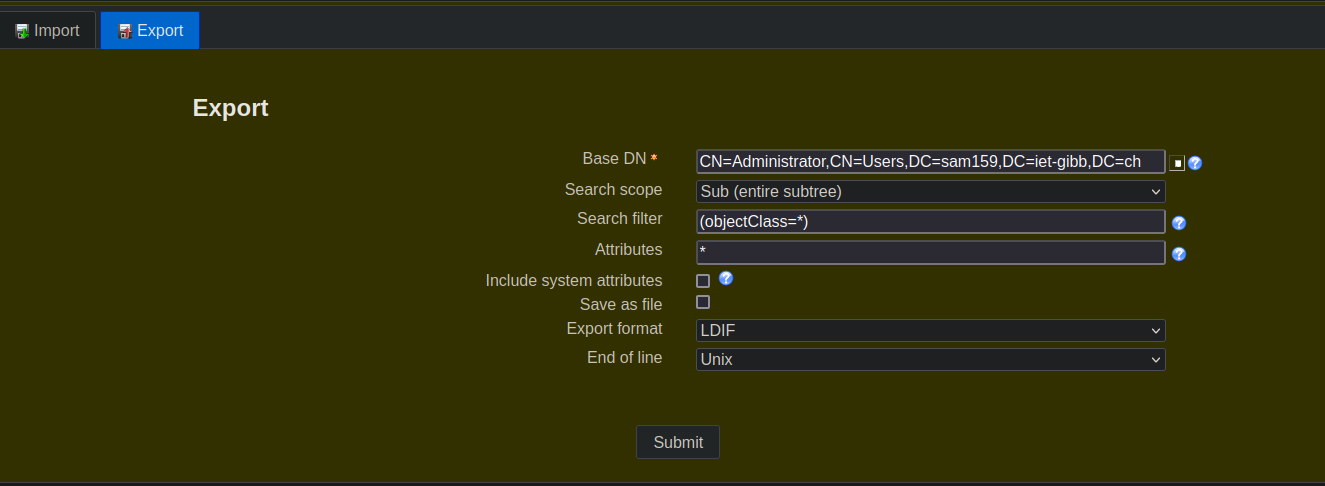 Import Export
Export
Base DN * CN=Administrator,CN=Users,DC=sam159,DC=iet-gibb,DC=ch
Search scope Sub (entire subtree)
Search filter (objectClass=*)
Attributes *
Include system attributes
Save as file
Export format LDIF
End of line Unix
Submit